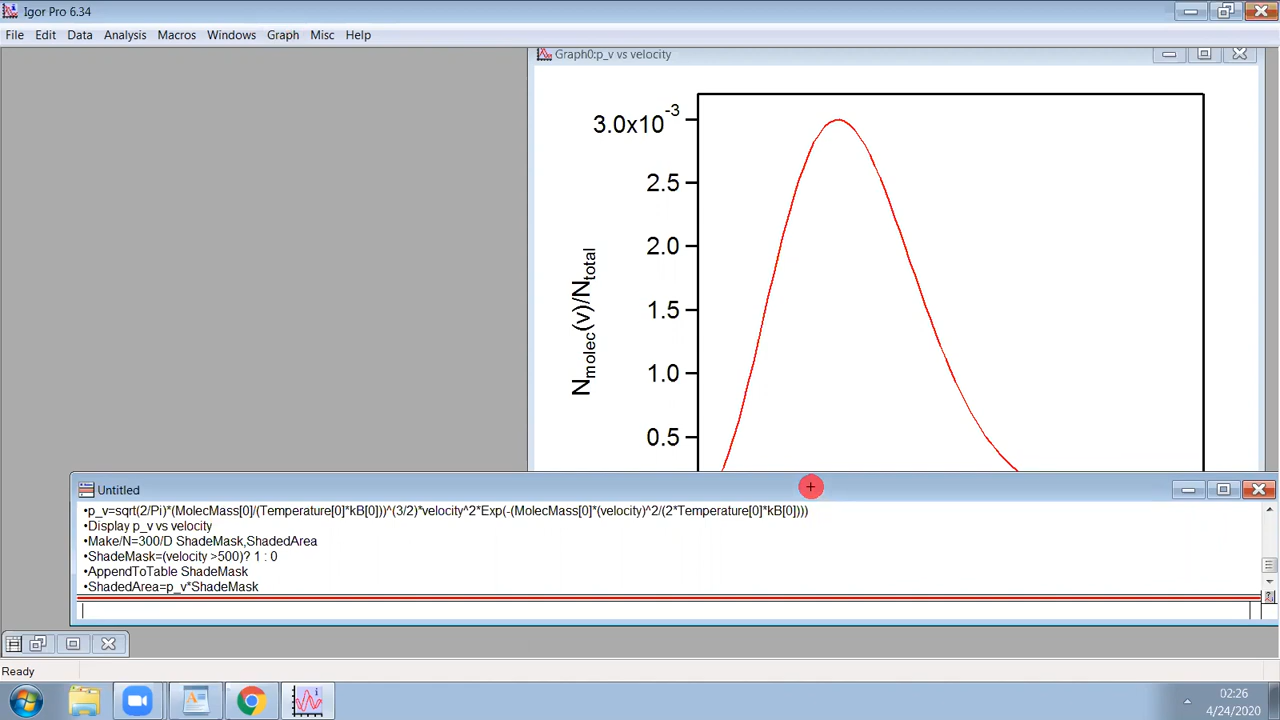 Igor Pro 6.34
File Edit Data Analysis Macros Windows Graph Misc Help
Graph0:p_v vs velocity
3.0x10-3
2.5
2.0
1.5
1.0
0.5
Nmolec(v)/Ntotal
Untitled
•p_v=sqrt(2/Pi)*(MolecMass[0]/(Temperature[0]*kB[0]))^(3/2)*velocity^2*Exp(-(MolecMass[0]*(velocity)^2/(2*Temperature[0]*kB[0])))
•Display p_v vs velocity
•Make/N=300/D ShadeMask,ShadedArea
•ShadeMask=(velocity >500)? 1 : 0
•AppendToTable ShadeMask
•ShadedArea=p_v*ShadeMask
Ready
02:26
4/24/2020